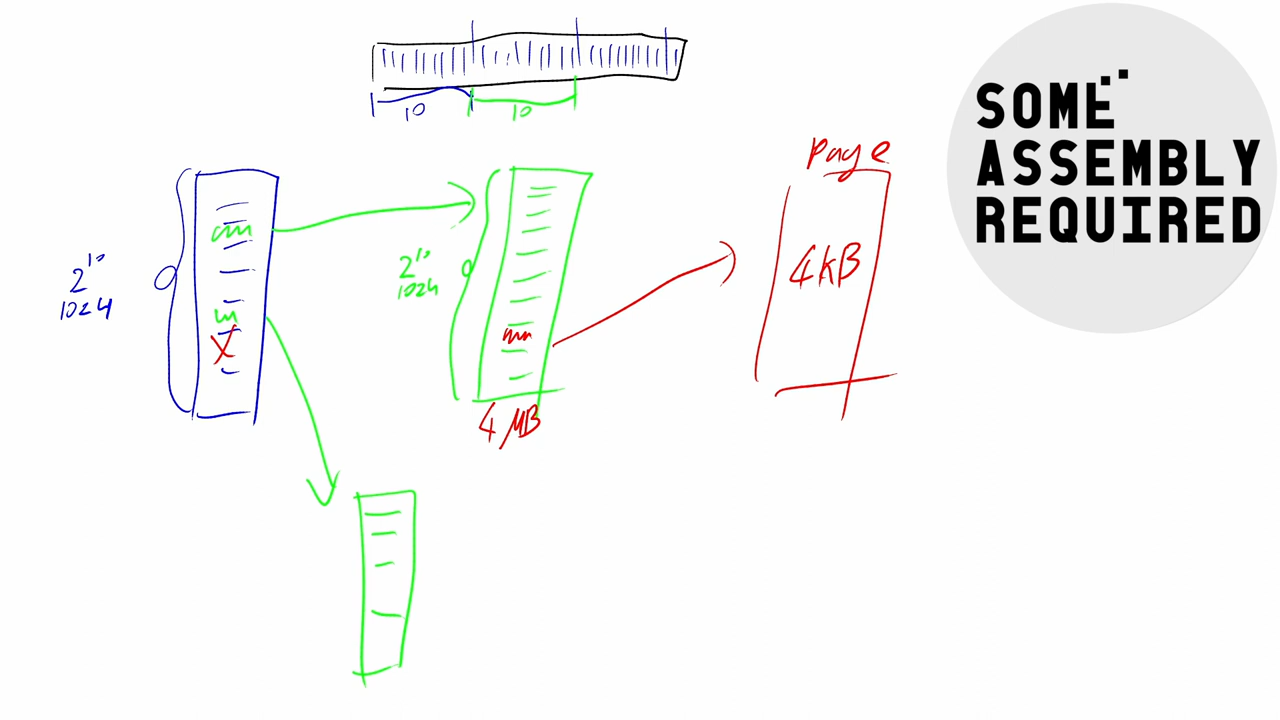 10
10
SOME
ASSEMBLY
REQUIRED
Page
2^10
1024
2^10
1024
4kB
X
4MB